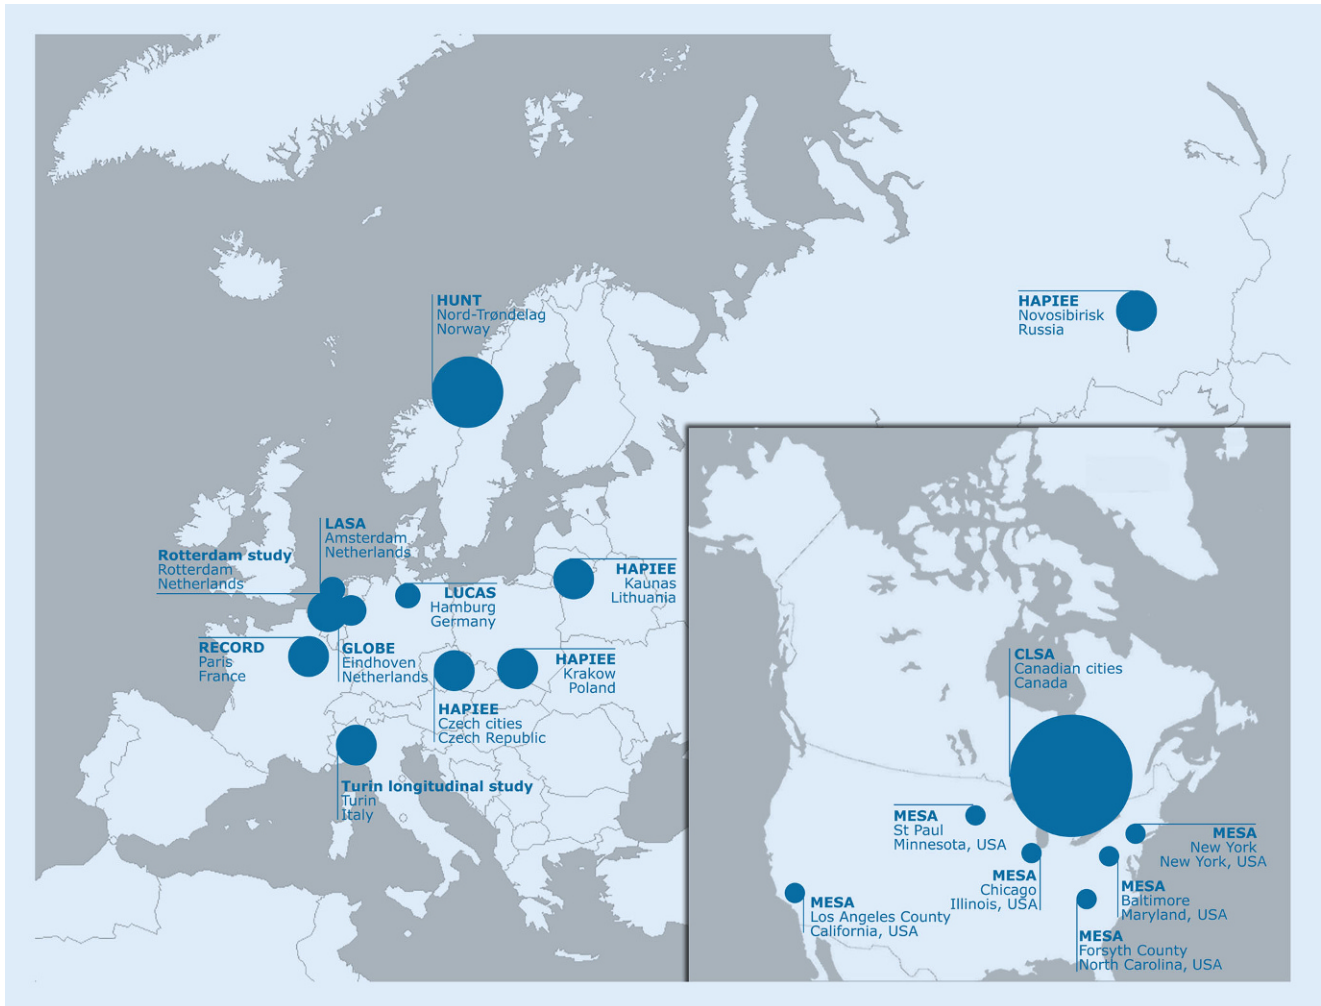 HUNT
Nord-Trøndelag
Norway
HAPIEE
Novosibirisk
Russia
LASA
Amsterdam
Netherlands
Rotterdam study
Rotterdam
Netherlands
LUCAS
Hamburg
Germany
HAPIEE
Kaunas
Lithuania
RECORD
Paris
France
GLOBE
Eindhoven
Netherlands
HAPIEE
Krakow
Poland
HAPIEE
Czech cities
Czech Republic
Turin longitudinal study
Turin
Italy
CLSA
Canadian cities
Canada
MESA
St Paul
Minnesota, USA
MESA
New York
New York, USA
MESA
Chicago
Illinois, USA
MESA
Baltimore
Maryland, USA
MESA
Los Angeles County
California, USA
MESA
Forsyth County
North Carolina, USA